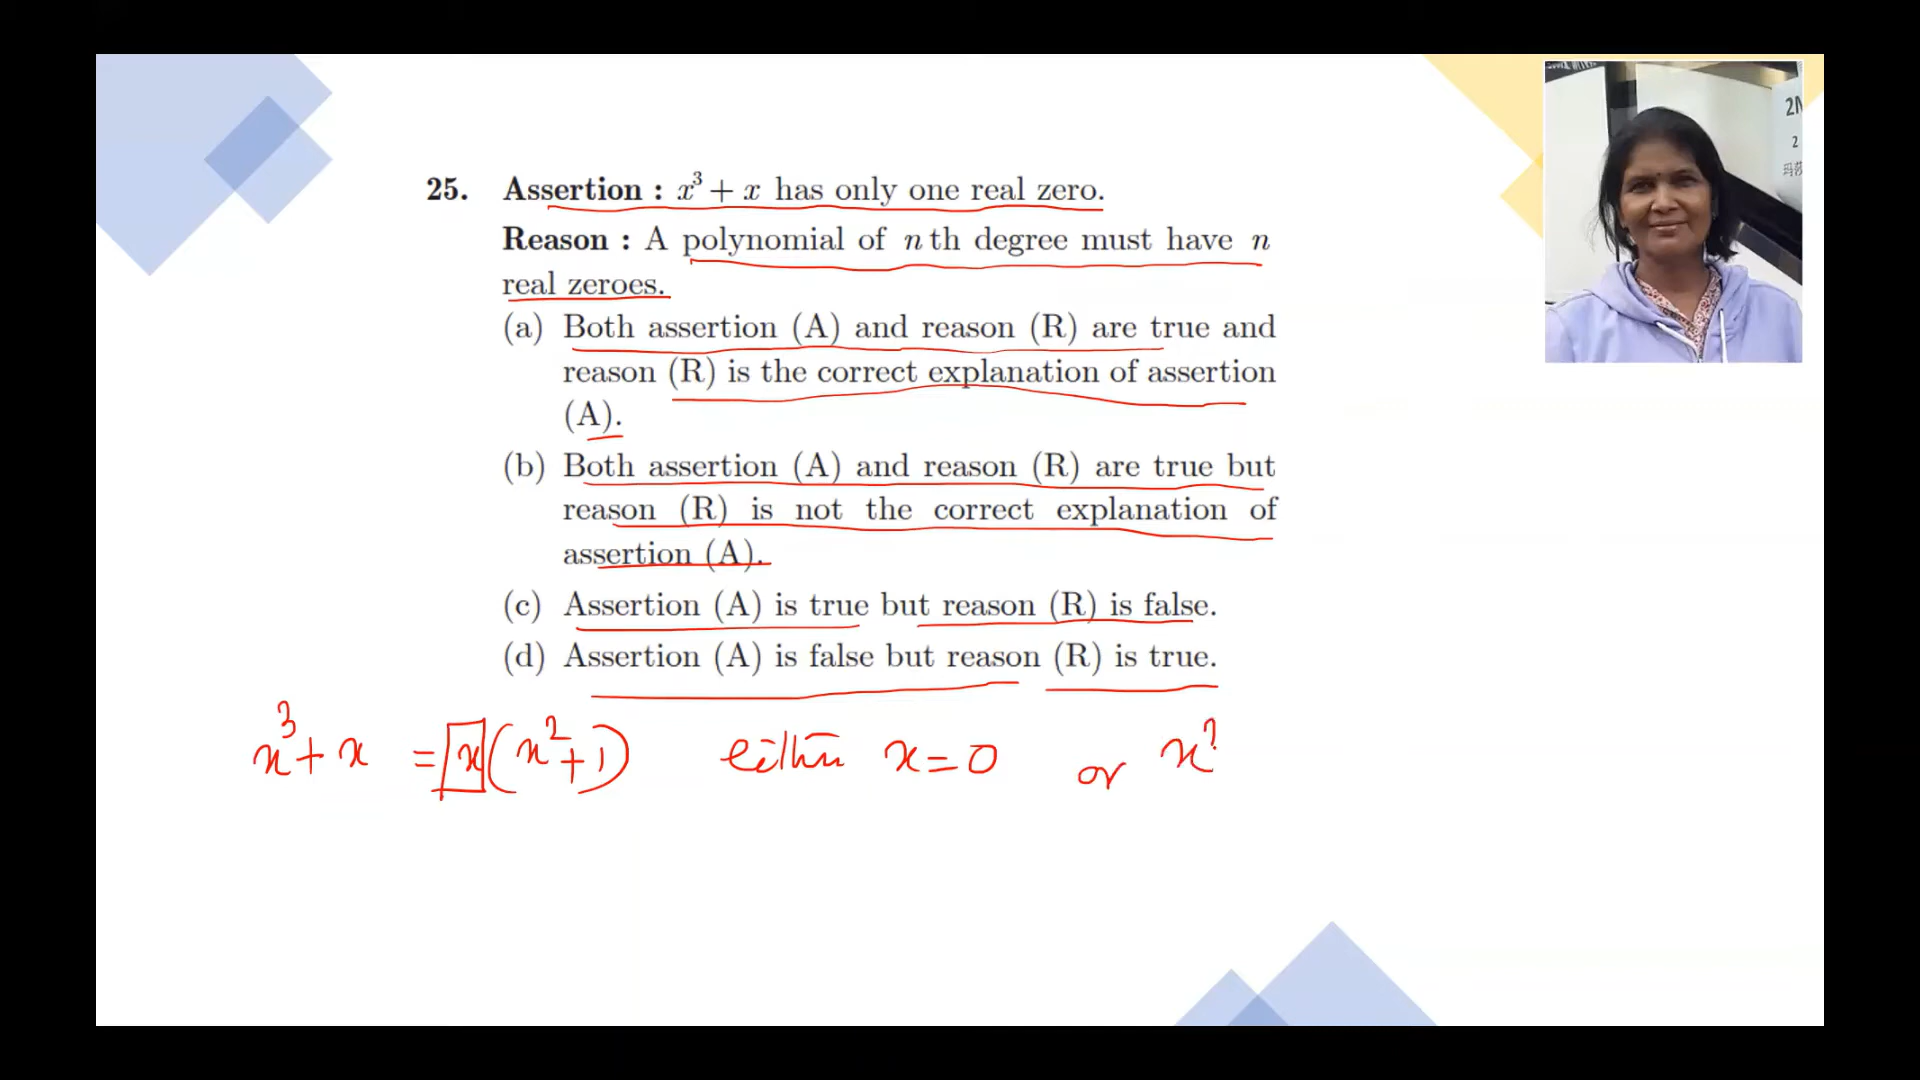 25. Assertion : x³ + x has only one real zero.
Reason : A polynomial of n th degree must have n
real zeroes.
(a) Both assertion (A) and reason (R) are true and
reason (R) is the correct explanation of assertion
(A).
(b) Both assertion (A) and reason (R) are true but
reason (R) is not the correct explanation of
assertion (A).
(c) Assertion (A) is true but reason (R) is false.
(d) Assertion (A) is false but reason (R) is true.
x³ + x = x(x² + 1) either x = 0 or x²
2